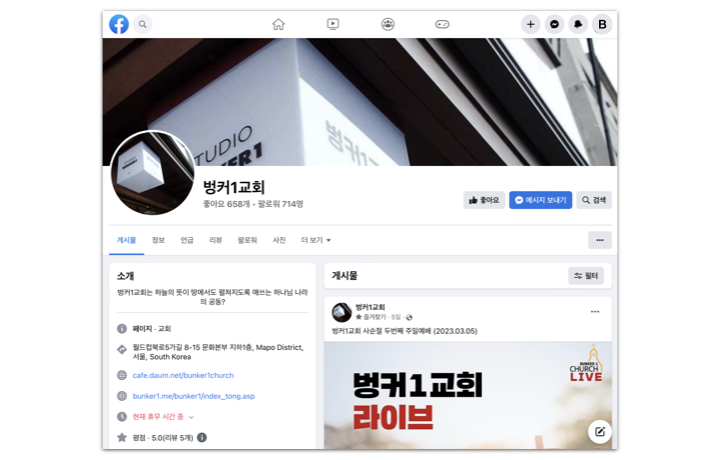 B
STUDIO
BUNKER1
벙커1
벙커1교회
좋아요 658개 • 팔로워 714명
좋아요
메시지 보내기
검색
게시물
정보
언급
리뷰
팔로워
사진
더 보기
소개
벙커1교회는 하늘의 뜻이 땅에서도 펼쳐지도록 애쓰는 하나님 나라
의 공동?
페이지 · 교회
월드컵북로5가길 8-15 문화본부 지하1층, Mapo District,
서울, South Korea
cafe.daum.net/bunker1church
bunker1.me/bunker1/index_tong.asp
현재 휴무 시간 중
평점 · 5.0(리뷰 5개)
게시물
필터
벙커1교회
즐겨찾기 · 5일 ·
벙커1교회 사순절 두번째 주일예배 (2023.03.05)
BUNKER 1
CHURCH
LIVE
벙커1교회
라이브